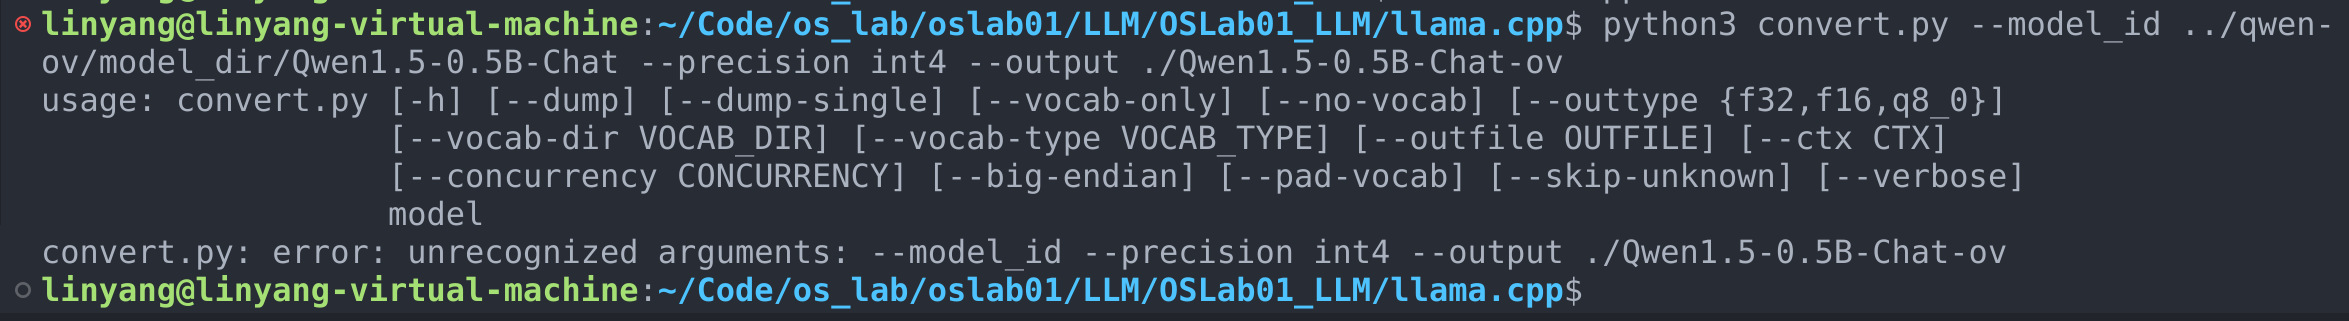 linyang@linyang-virtual-machine:~/Code/os_lab/oslab01/LLM/OSLab01_LLM/llama.cpp$ python3 convert.py --model_id ../qwen-
ov/model_dir/Qwen1.5-0.5B-Chat --precision int4 --output ./Qwen1.5-0.5B-Chat-ov
usage: convert.py [-h] [--dump] [--dump-single] [--vocab-only] [--no-vocab] [--outtype {f32,f16,q8_0}]
                  [--vocab-dir VOCAB_DIR] [--vocab-type VOCAB_TYPE] [--outfile OUTFILE] [--ctx CTX]
                  [--concurrency CONCURRENCY] [--big-endian] [--pad-vocab] [--skip-unknown] [--verbose]
                  model
convert.py: error: unrecognized arguments: --model_id --precision int4 --output ./Qwen1.5-0.5B-Chat-ov
linyang@linyang-virtual-machine:~/Code/os_lab/oslab01/LLM/OSLab01_LLM/llama.cpp$